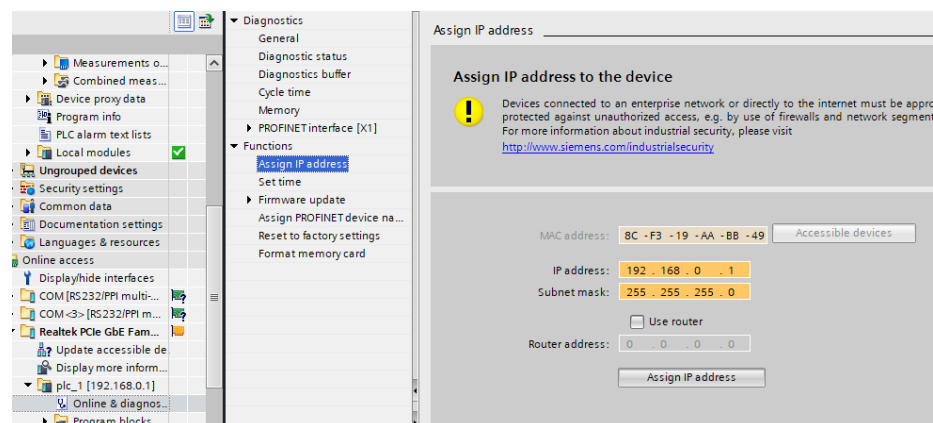 Measurements o...
Combined meas...
Device proxy data
Program info
PLC alarm text lists
Local modules
Ungrouped devices
Security settings
Common data
Documentation settings
Languages & resources
Online access
Display/hide interfaces
COM [RS232/PPI multi-...
COM <3> [RS232/PPI m...
Realtek PCIe GbE Fam...
Update accessible de
Display more inform...
plc_1 [192.168.0.1]
Online & diagnos...
Program blocks
Diagnostics
General
Diagnostic status
Diagnostics buffer
Cycle time
Memory
PROFINET interface [X1]
Functions
Assign IP address
Set time
Firmware update
Assign PROFINET device na...
Reset to factory settings
Format memory card
Assign IP address
Assign IP address to the device
Devices connected to an enterprise network or directly to the internet must be appro
protected against unauthorized access, e.g. by use of firewalls and network segment
For more information about industrial security, please visit
http://www.siemens.com/industrialsecurity
MAC address: 8C -F3 -19 -AA -BB -49 Accessible devices
IP address: 192 . 168 . 0 . 1
Subnet mask: 255 . 255 . 255 . 0
Use router
Router address: 0 . 0 . 0 . 0
Assign IP address